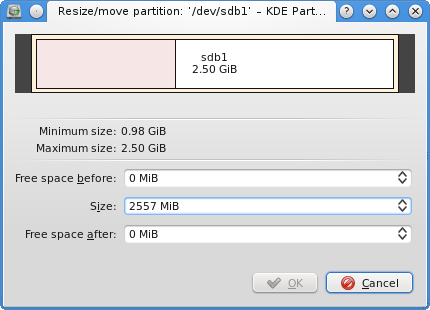 Resize/move partition: '/dev/sdb1' – KDE Part...
sdb1
2.50 GiB
Minimum size: 0.98 GiB
Maximum size: 2.50 GiB
Free space before: 0 MiB
Size: 2557 MiB
Free space after: 0 MiB
OK Cancel